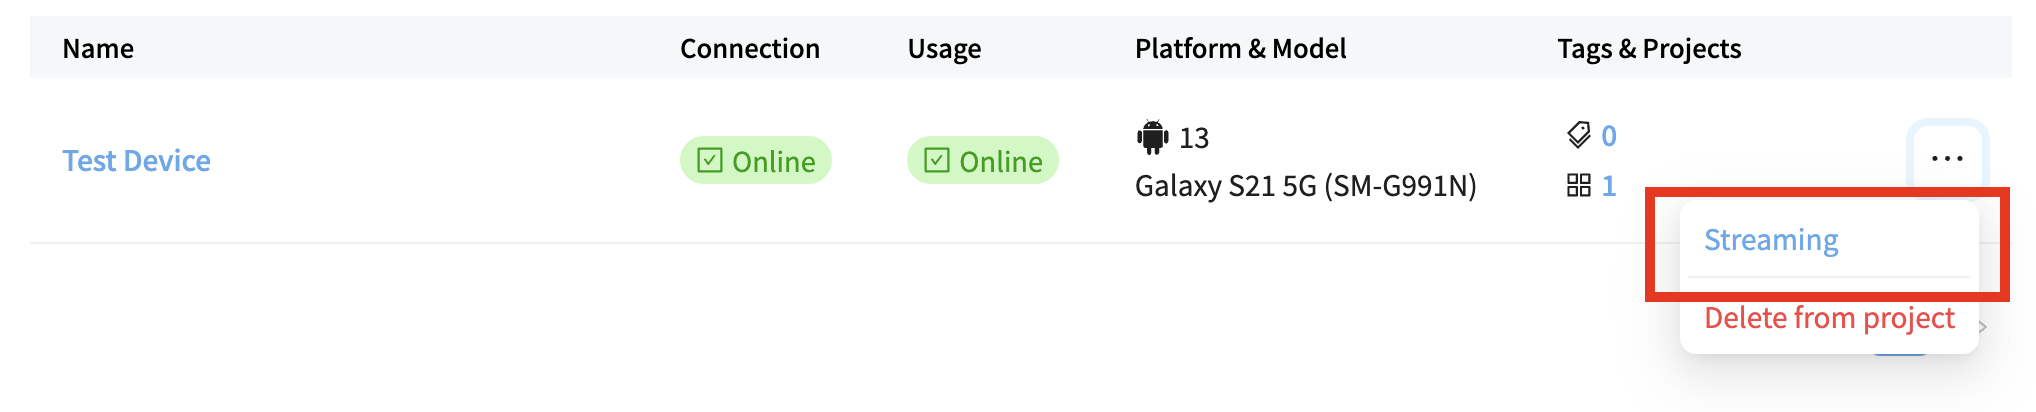 Name Connection Usage Platform & Model Tags & Projects
Test Device Online Online 13 0
Galaxy S21 5G (SM-G991N) 1
...
Streaming
Delete from project